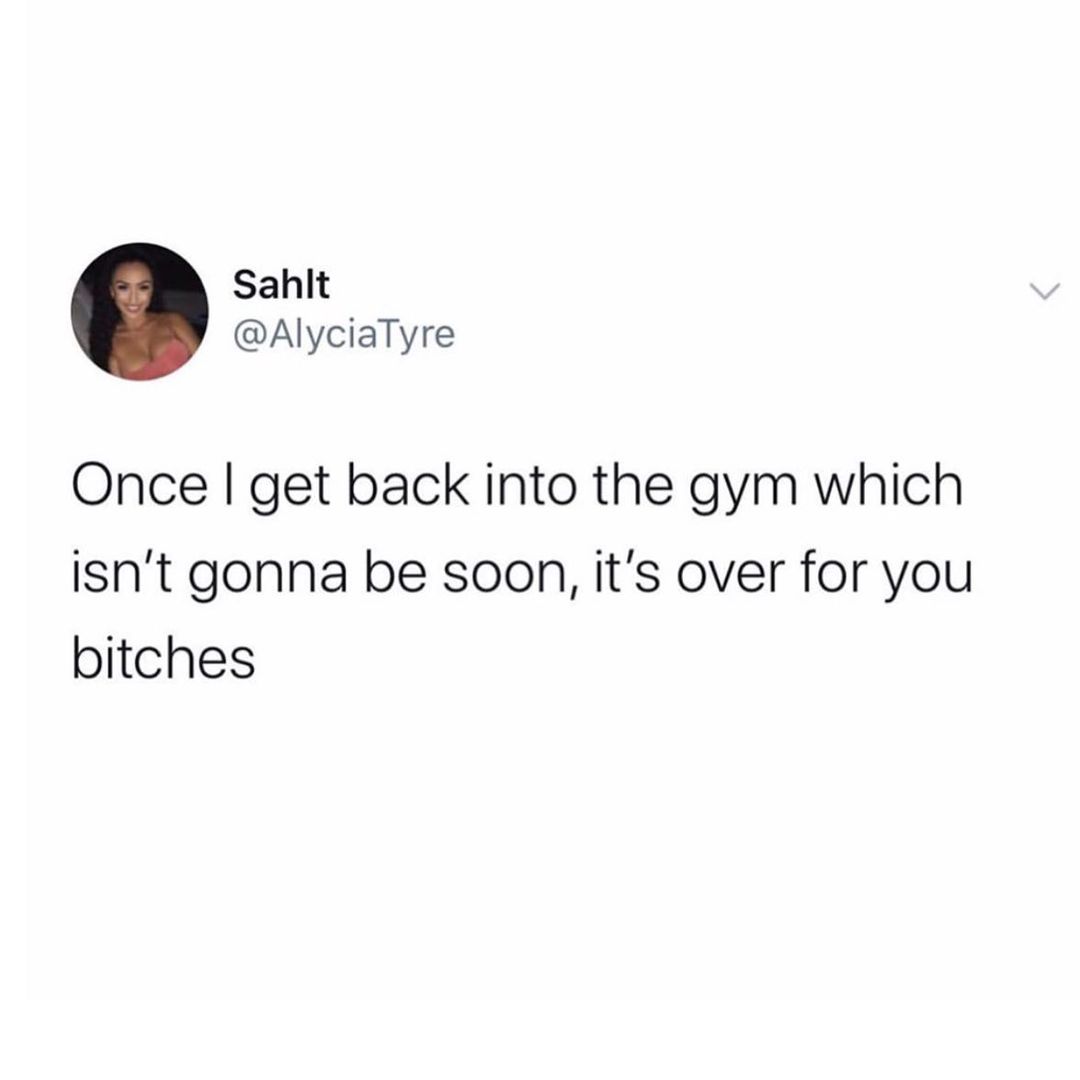 Sahlt
@AlyciaTyre
Once I get back into the gym which
isn't gonna be soon, it's over for you
bitches